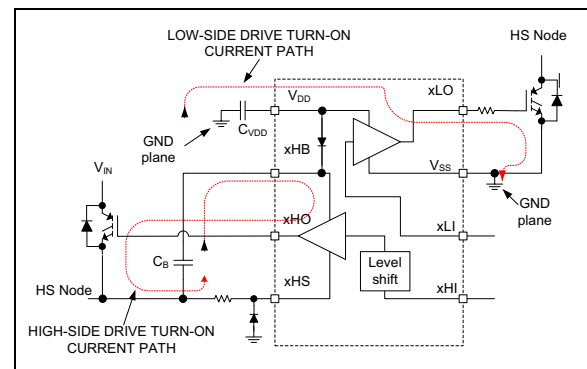 LOW-SIDE DRIVE TURN-ON
CURRENT PATH
HS Node
VDD
xLO
CVDD
GND
plane
xHB
VSS
GND
plane
VIN
xHO
xLI
CB
Level
shift
xHS
xHI
HS Node
HIGH-SIDE DRIVE TURN-ON
CURRENT PATH